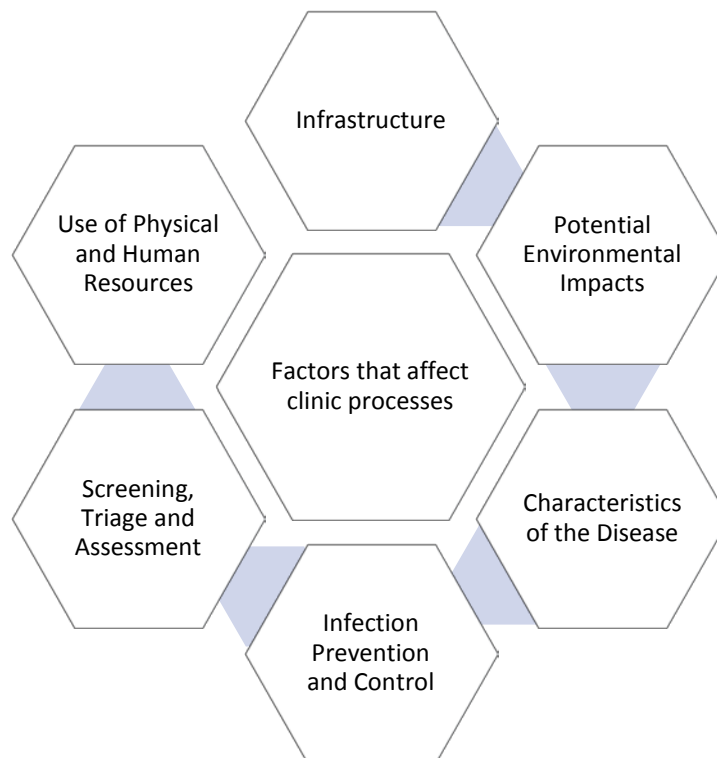 Infrastructure
Potential
Environmental
Impacts
Characteristics
of the Disease
Infection
Prevention
and Control
Screening,
Triage and
Assessment
Use of Physical
and Human
Resources
Factors that affect
clinic processes